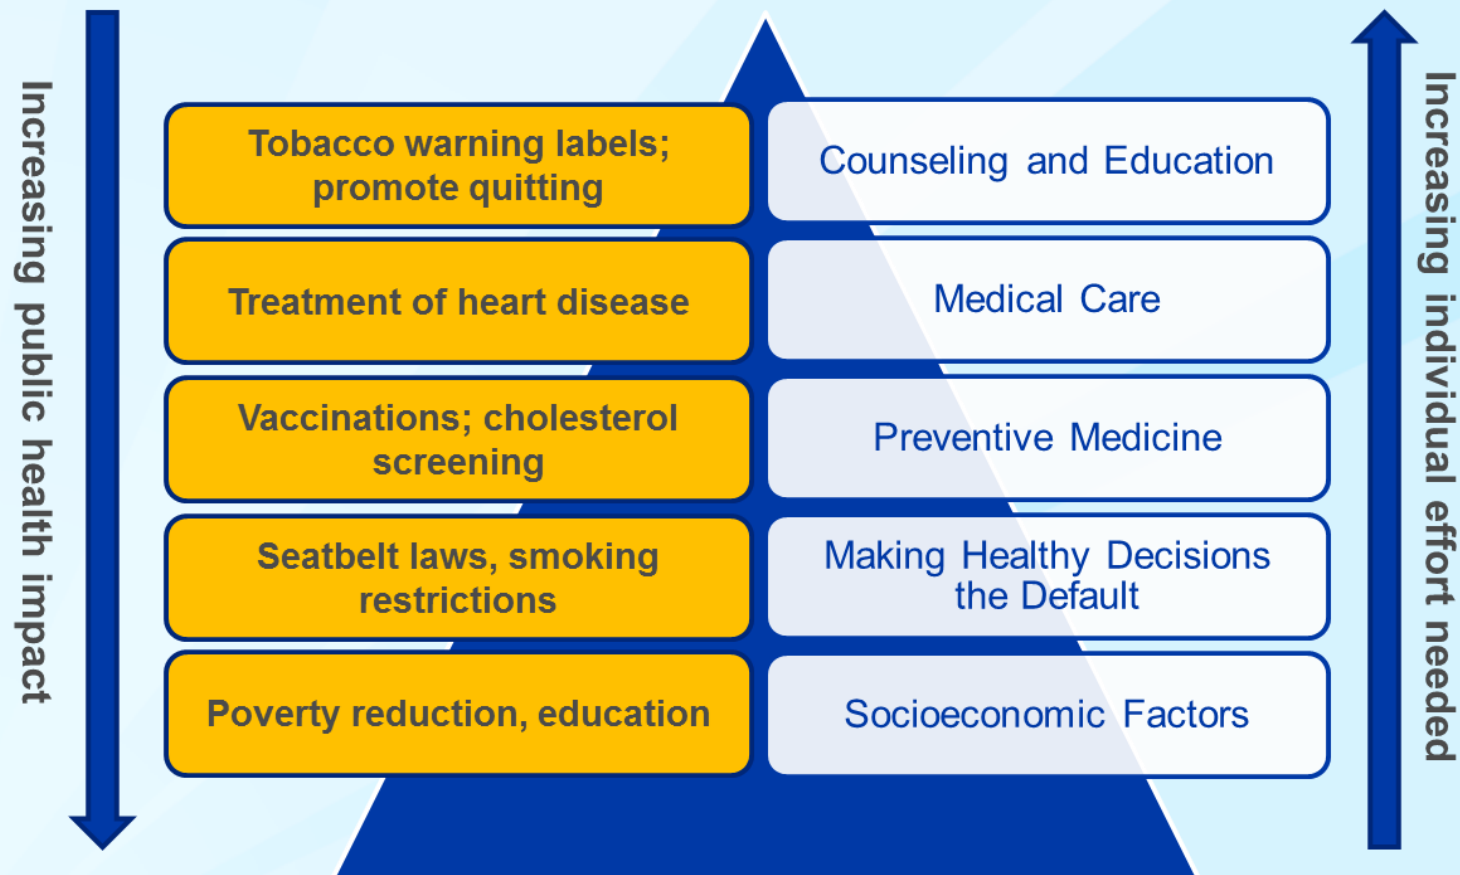 Increasing public health impact
Tobacco warning labels;
promote quitting
Counseling and Education
Treatment of heart disease
Medical Care
Vaccinations; cholesterol
screening
Preventive Medicine
Seatbelt laws, smoking
restrictions
Making Healthy Decisions
the Default
Poverty reduction, education
Socioeconomic Factors
Increasing individual effort needed